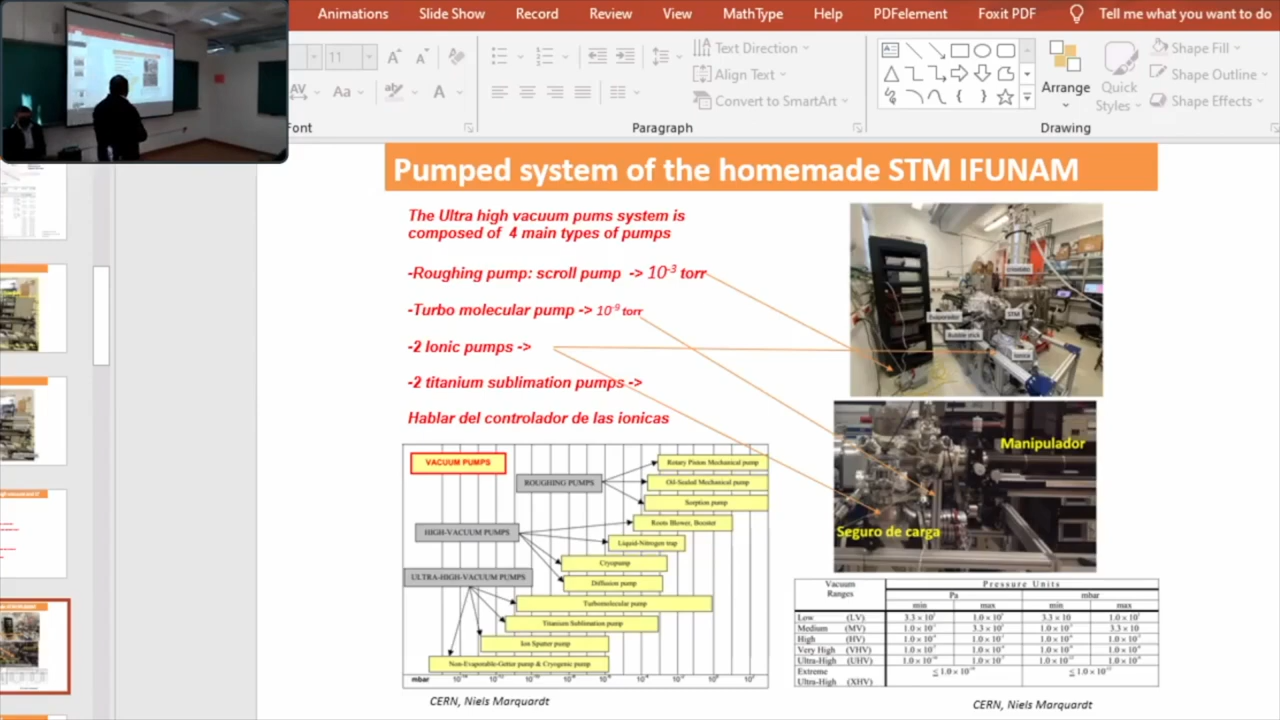 Animations Slide Show Record Review View MathType Help PDFelement Foxit PDF Tell me what you want to do
11
Text Direction
Align Text
Convert to SmartArt
Arrange
Quick
Styles
Shape Fill
Shape Outline
Shape Effects
Font
Paragraph
Drawing
Pumped system of the homemade STM IFUNAM
The Ultra high vacuum pums system is
composed of 4 main types of pumps
-Roughing pump: scroll pump -> 10-3 torr
-Turbo molecular pump -> 10-9 torr
-2 Ionic pumps ->
-2 titanium sublimation pumps ->
Hablar del controlador de las ionicas
STM
Manipulador
Seguro de carga
VACUUM PUMPS
ROUGHING PUMPS
Rotary Piston Mechanical pump
Oil-Sealed Mechanical pump
Sorption pump
HIGH-VACUUM PUMPS
Roots Blower, Booster
Liquid-Nitrogen trap
Cryopump
Diffusion pump
ULTRA-HIGH-VACUUM PUMPS
Turbomolecular pump
Titanium Sublimation pump
Ion Sputter pump
Non-Evaporable-Getter pump & Cryogenic pump
mbar
CERN, Niels Marquardt
Vacuum Ranges
Pressure Units
Pa mbar
min max min max
Low (LV)
Medium (MV)
High (HV)
Very High (VHV)
Ultra-High (UHV)
Extreme
Ultra-High (XHV)
CERN, Niels Marquardt